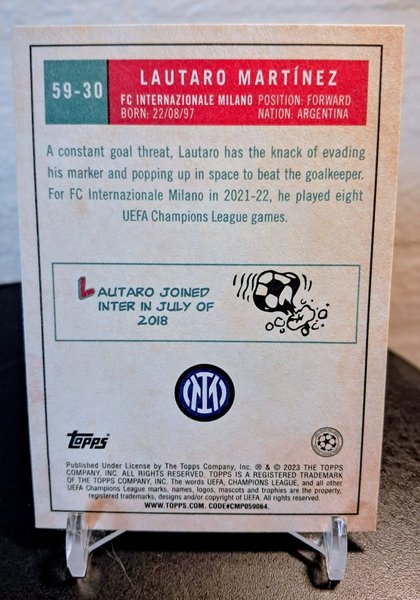 59-30
LAUTARO MARTÍNEZ
FC INTERNAZIONALE MILANO POSITION: FORWARD
BORN: 22/08/97 NATION: ARGENTINA
A constant goal threat, Lautaro has the knack of evading
his marker and popping up in space to beat the goalkeeper.
For FC Internazionale Milano in 2021-22, he played eight
UEFA Champions League games.
LAUTARO JOINED
INTER IN JULY OF
2018
Topps
Published Under License by The Topps Company, Inc. ® & © 2023 THE TOPPS
COMPANY, INC. ALL RIGHTS RESERVED. TOPPS IS A REGISTERED TRADEMARK
OF THE TOPPS COMPANY, INC. The words UEFA, CHAMPIONS LEAGUE, and all other
UEFA Champions League marks, names, logos, mascots and trophies are the property,
registered trademarks, designs and/or copyright of UEFA. All rights reserved.
WWW.TOPPS.COM. CODE#CMP059064.